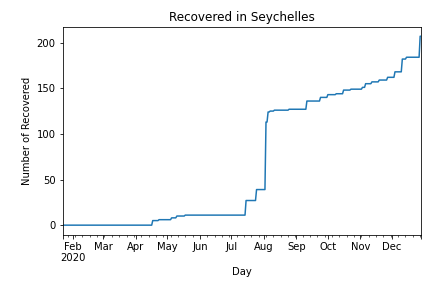 Recovered in Seychelles
Number of Recovered
200
150
100
50
0
Feb Mar Apr May Jun Jul Aug Sep Oct Nov Dec
2020
Day